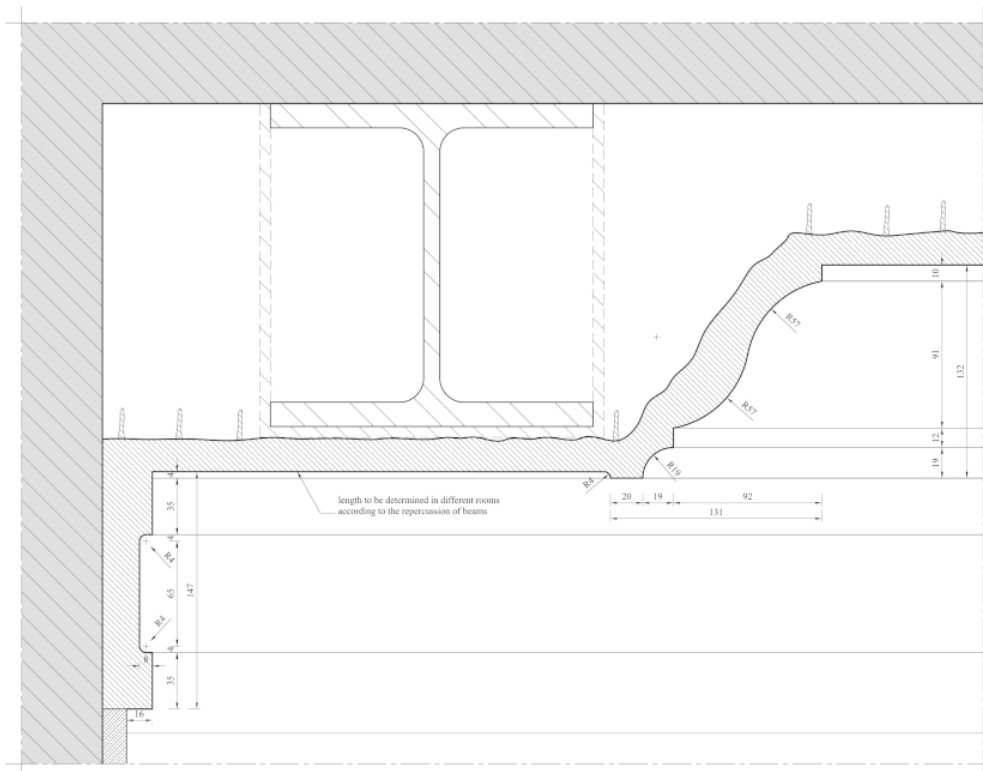 10
R57
91
132
R57
12
19
R19
R4
4
length to be determined in different rooms
according to the repercussion of beams
20
19
92
131
35
4
R4
65
147
R4
4
8
35
16